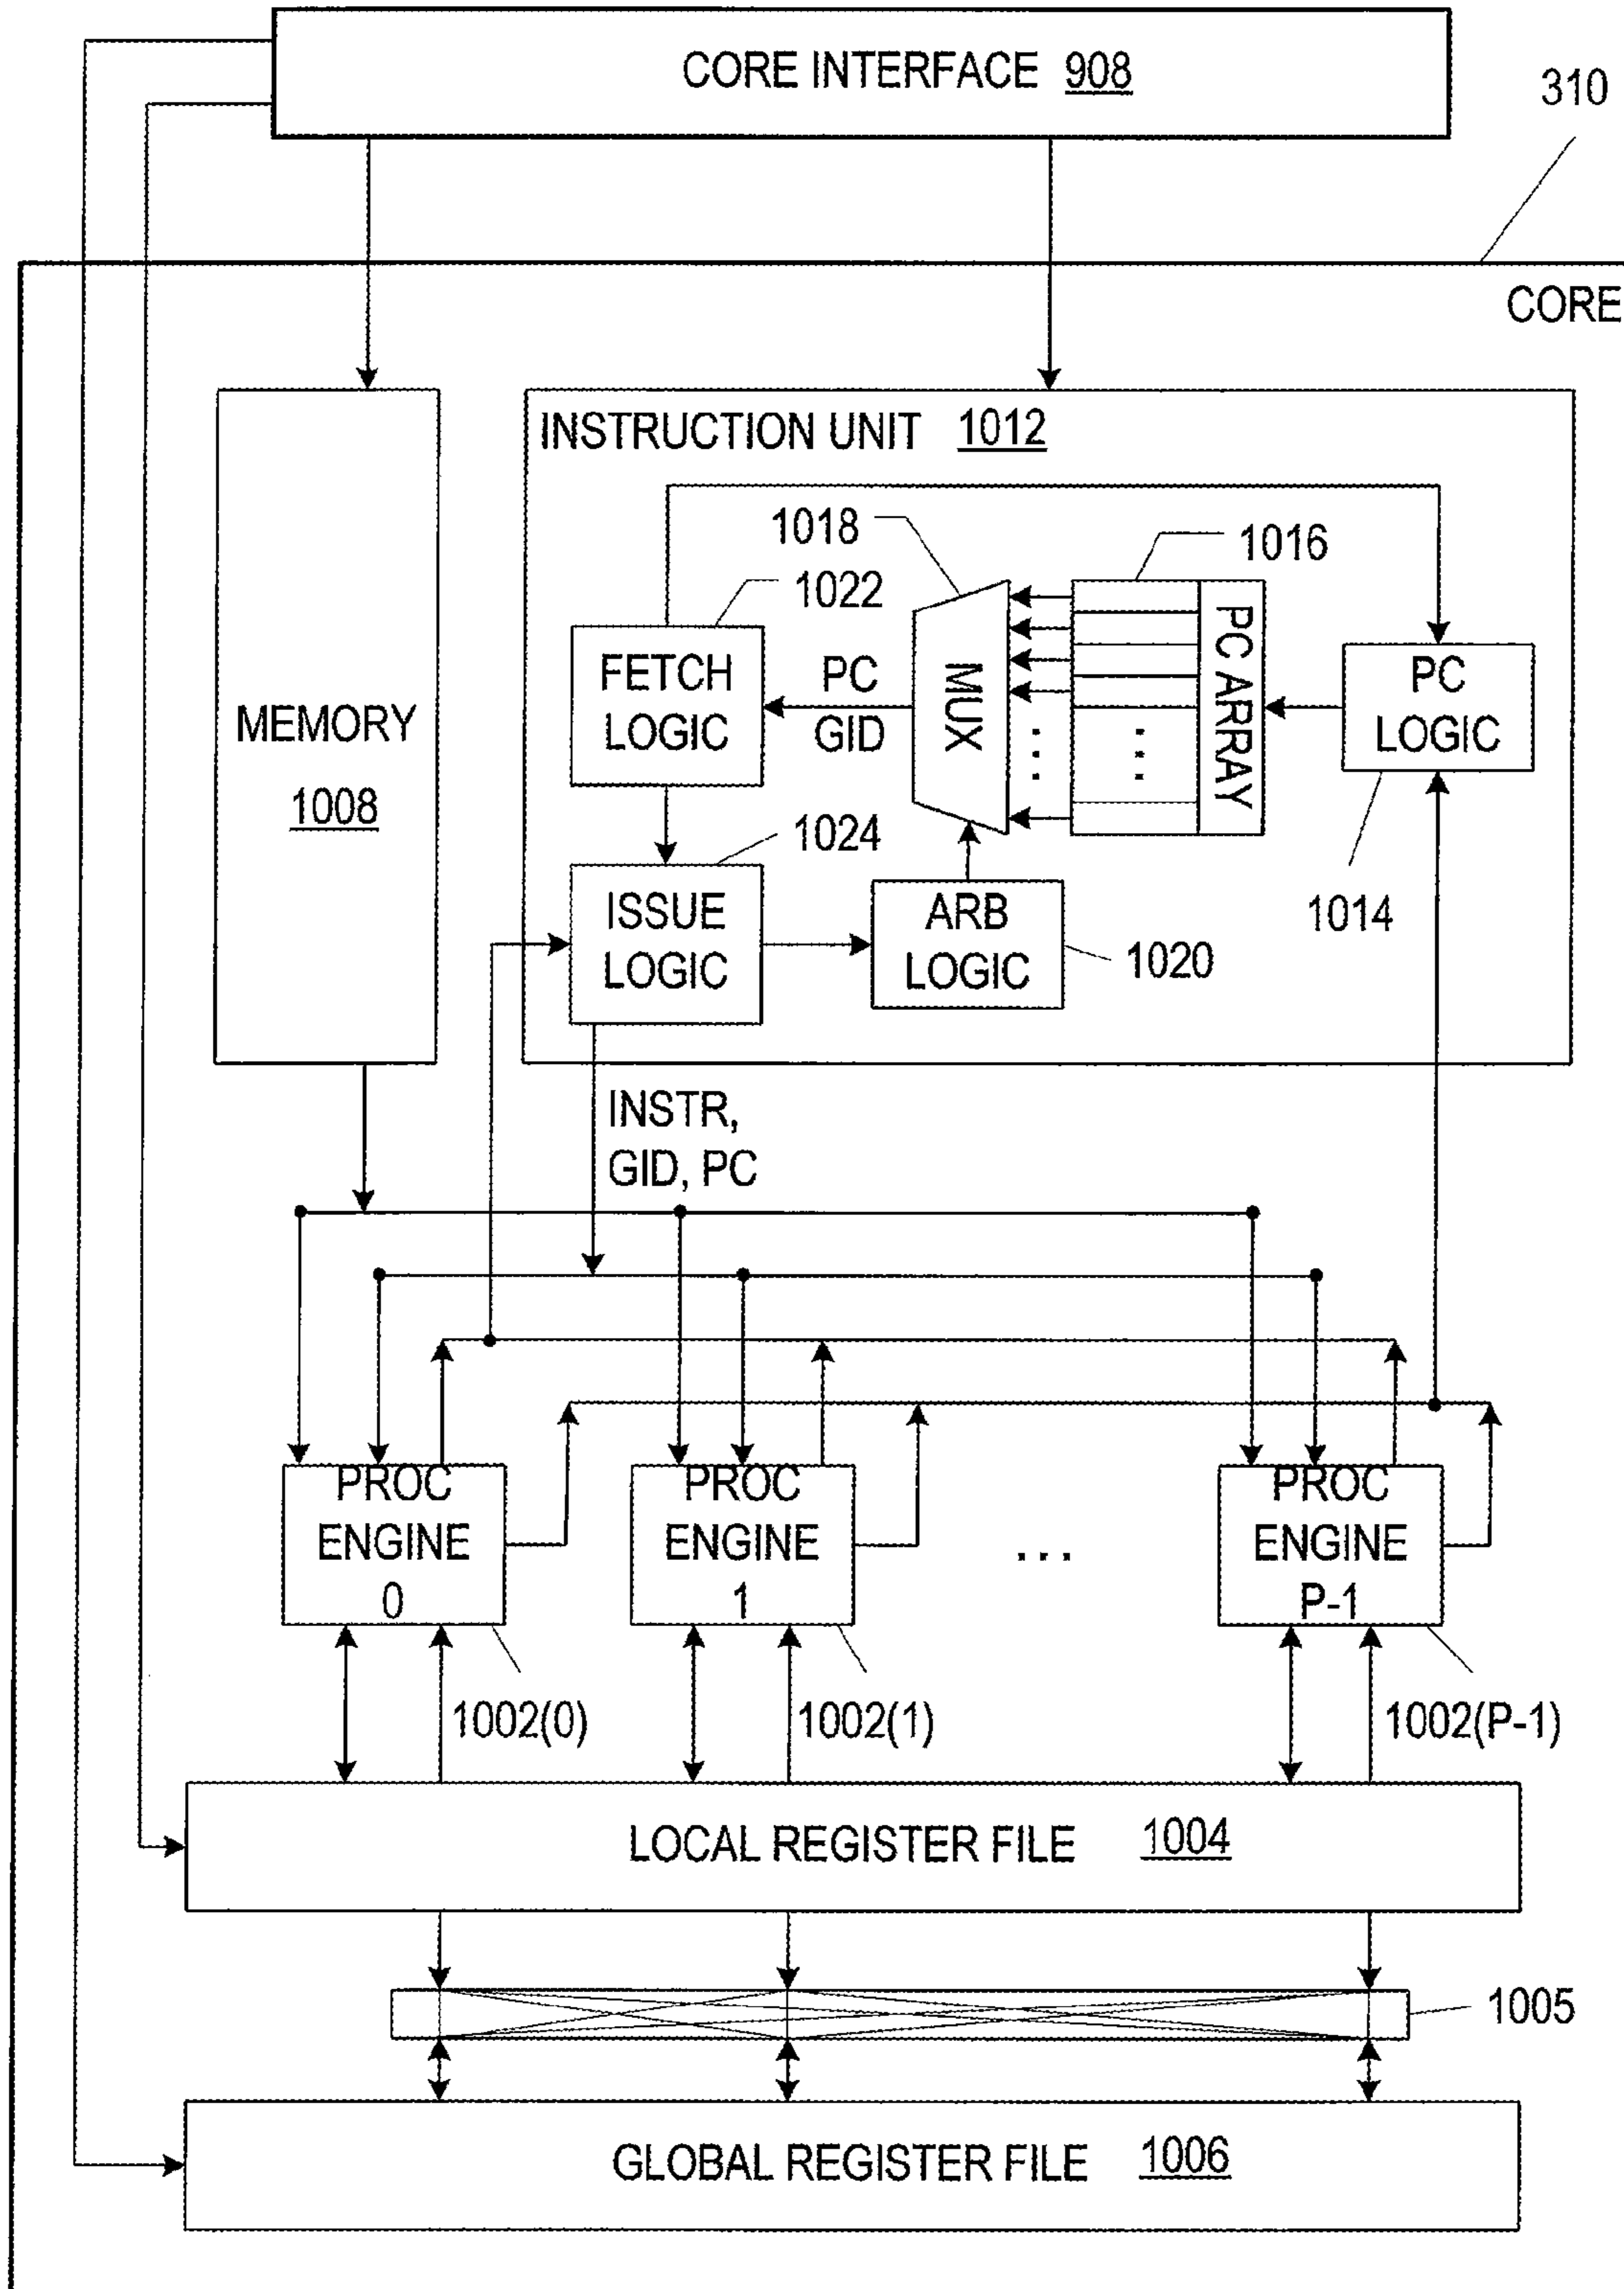 CORE INTERFACE 908
310
CORE
INSTRUCTION UNIT 1012
1018
1016
1022
FETCH
LOGIC
PC
GID
MUX
PC ARRAY
PC
LOGIC
MEMORY
1008
1024
ISSUE
LOGIC
ARB
LOGIC
1014
1020
INSTR,
GID, PC
PROC
ENGINE
0
PROC
ENGINE
1
...
PROC
ENGINE
P-1
1002(0)
1002(1)
1002(P-1)
LOCAL REGISTER FILE 1004
1005
GLOBAL REGISTER FILE 1006